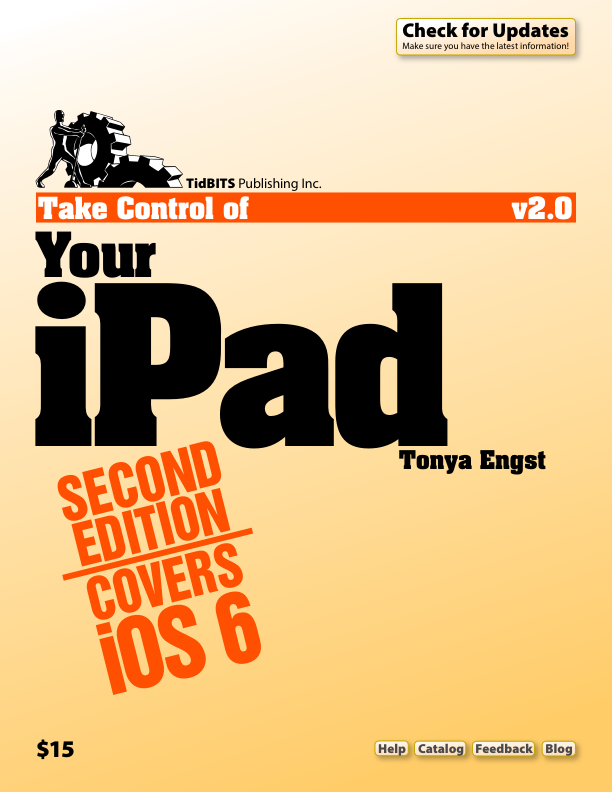 Check for Updates
Make sure you have the latest information!
TidBITS Publishing Inc.
Take Control of v2.0
Your
iPad
Tonya Engst
SECOND
EDITION
COVERS
iOS 6
$15
Help Catalog Feedback Blog